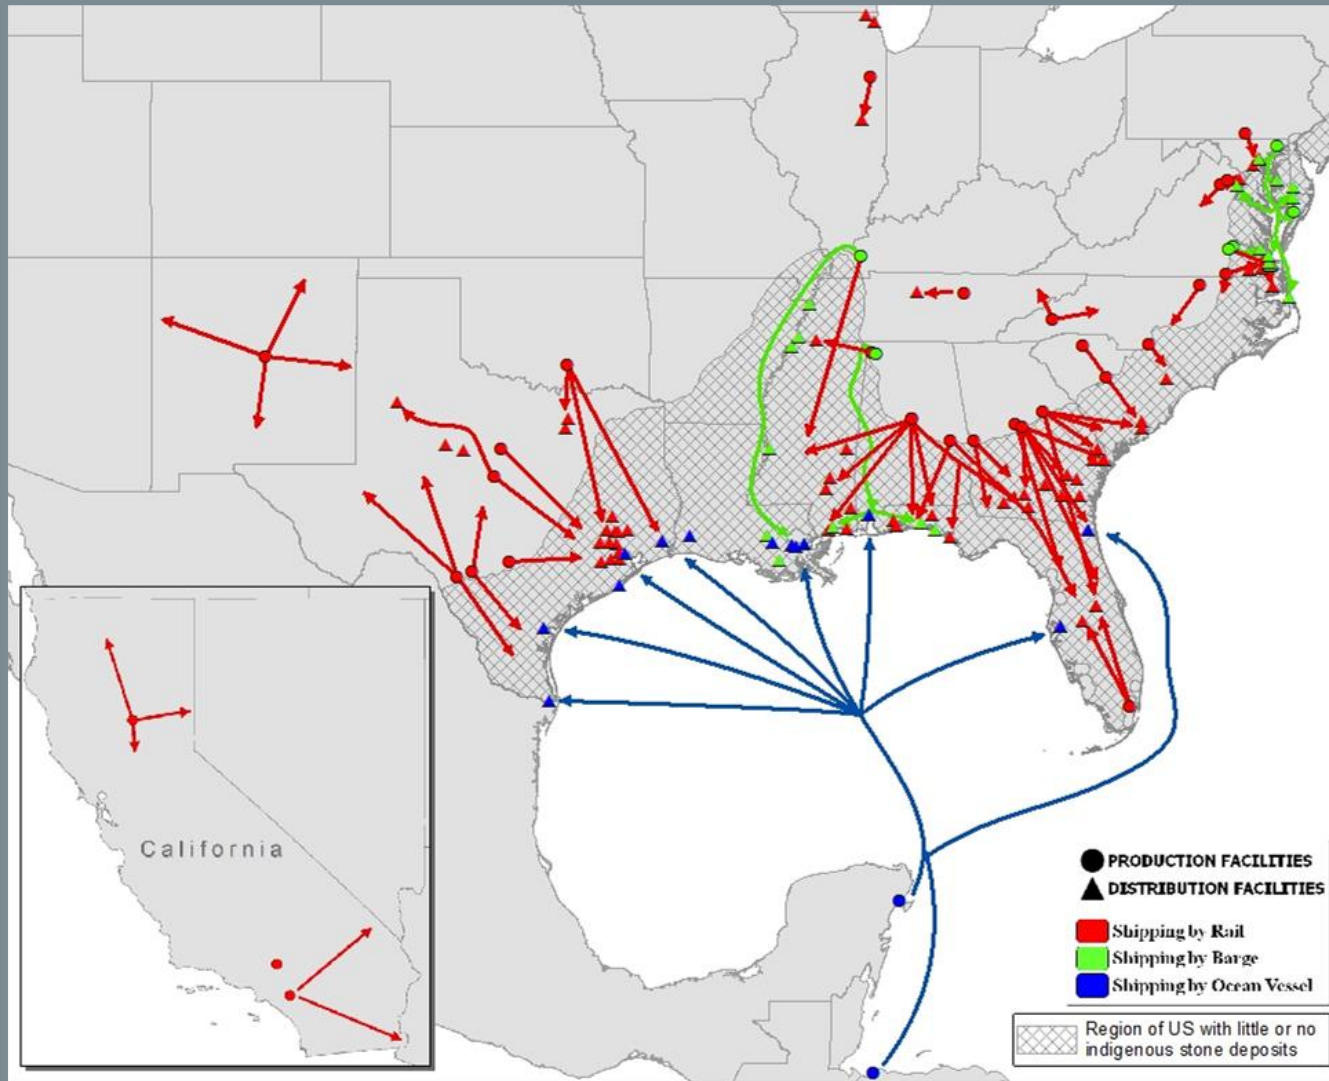 California
PRODUCTION FACILITIES
DISTRIBUTION FACILITIES
Shipping by Rail
Shipping by Barge
Shipping by Ocean Vessel
Region of US with little or no
indigenous stone deposits